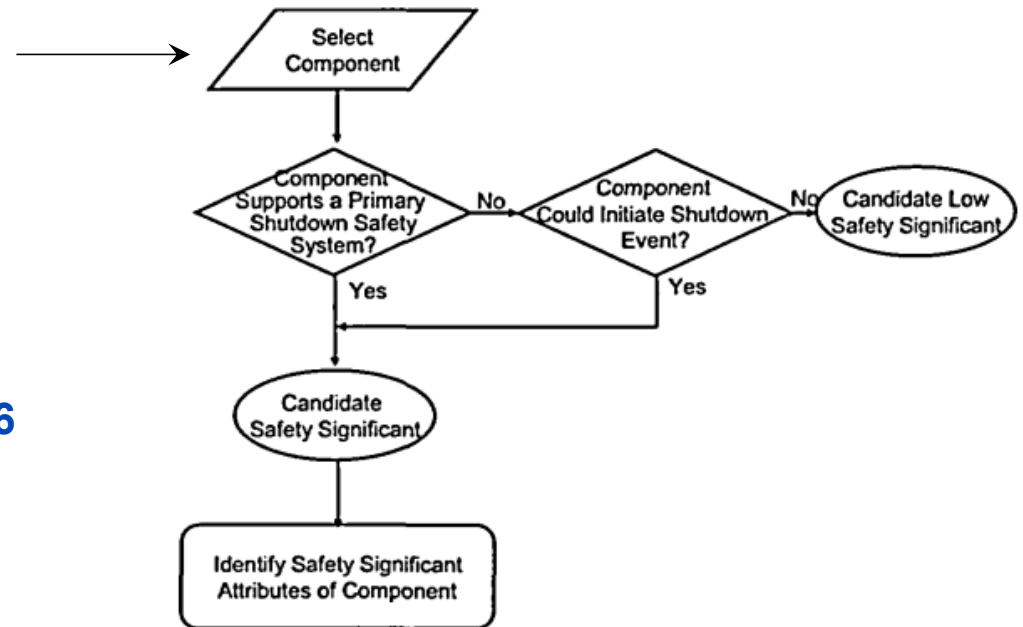 Select
Component
Component
Supports a Primary
Shutdown Safety
System?
No
Component
Could Initiate Shutdown
Event?
No
Candidate Low
Safety Significant
Yes
Yes
Candidate
Safety Significant
6
Identify Safety Significant
Attributes of Component